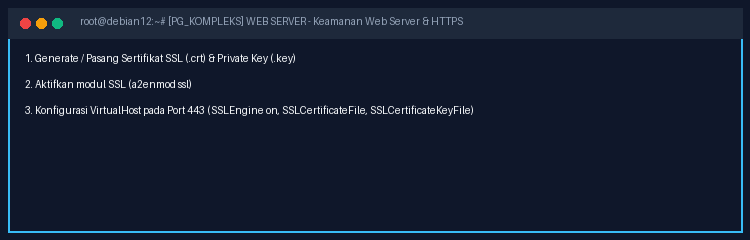 root@debian12:~# [PG_KOMPLEKS] WEB SERVER - Keamanan Web Server & HTTPS
1. Generate / Pasang Sertifikat SSL (.crt) & Private Key (.key)
2. Aktifkan modul SSL (a2enmod ssl)
3. Konfigurasi VirtualHost pada Port 443 (SSLEngine on, SSLCertificateFile, SSLCertificateKeyFile)